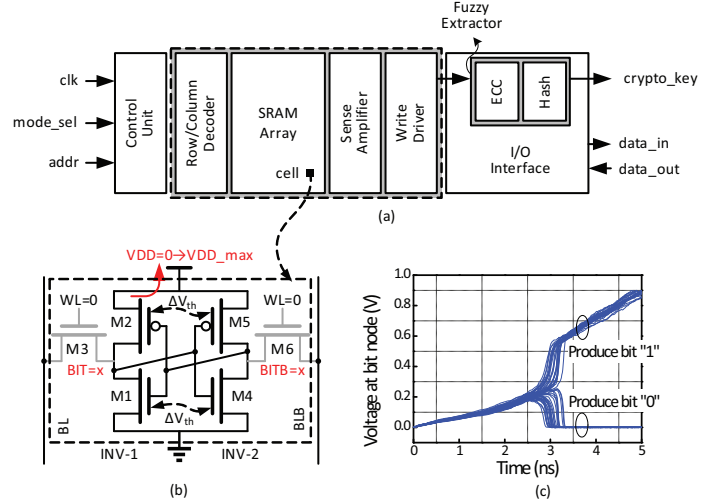 Fuzzy
Extractor
clk
mode_sel
addr
Control
Unit
Row/Column
Decoder
SRAM
Array
cell
Sense
Amplifier
Write
Driver
ECC
Hash
I/O
Interface
crypto_key
data_in
data_out
(a)
VDD=0→VDD_max
WL=0
M3
M2
ΔVth
M5
WL=0
M6
BIT=x
BITB=x
M1
M4
ΔVth
BL
BLB
INV-1
INV-2
(b)
Voltage at bit node (V)
1.0
0.8
0.6
0.4
0.2
0.0
Produce bit "1"
Produce bit "0"
0 1 2 3 4 5
Time (ns)
(c)